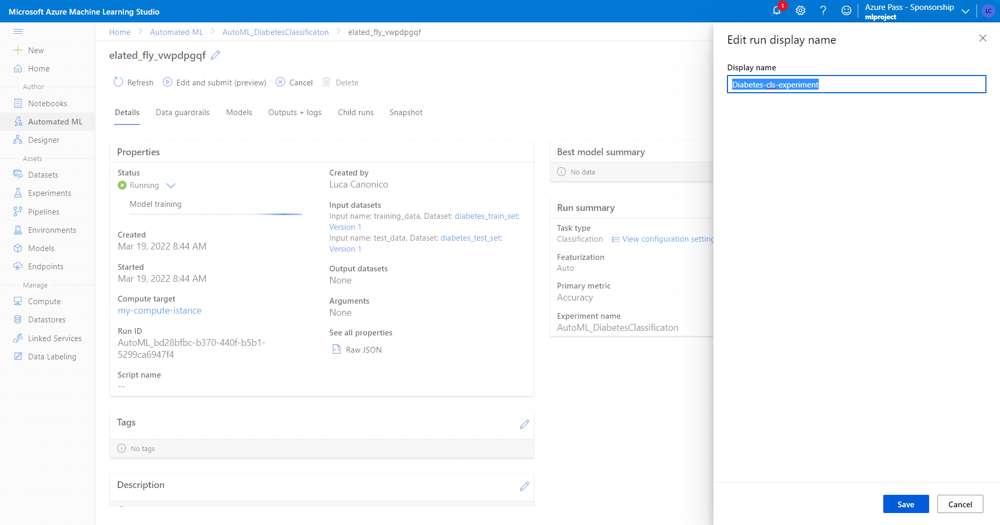 Microsoft Azure Machine Learning Studio
1
Azure Pass - Sponsorship
mlproject
LC
New
Home
Author
Notebooks
Automated ML
Designer
Assets
Datasets
Experiments
Pipelines
Environments
Models
Endpoints
Manage
Compute
Datastores
Linked Services
Data Labeling
Home > Automated ML > AutoML_DiabetesClassificaton > elated_fly_vwpdpgqf
elated_fly_vwpdpgqf
Refresh Edit and submit (preview) Cancel Delete
Details Data guardrails Models Outputs + logs Child runs Snapshot
Properties
Status
Running
Model training
Created
Mar 19, 2022 8:44 AM
Started
Mar 19, 2022 8:44 AM
Compute target
my-compute-istance
Run ID
AutoML_bd28bfbc-b370-440f-b5b1-
5299ca6947f4
Script name
--
Created by
Luca Canonico
Input datasets
Input name: training_data, Dataset: diabetes_train_set:
Version 1
Input name: test_data, Dataset: diabetes_test_set:
Version 1
Output datasets
None
Arguments
None
See all properties
Raw JSON
Tags
No tags
Description
Best model summary
No data
Run summary
Task type
Classification View configuration setting
Featurization
Auto
Primary metric
Accuracy
Experiment name
AutoML_DiabetesClassificaton
Edit run display name
Display name
Diabetes-cls-experiment
Save Cancel